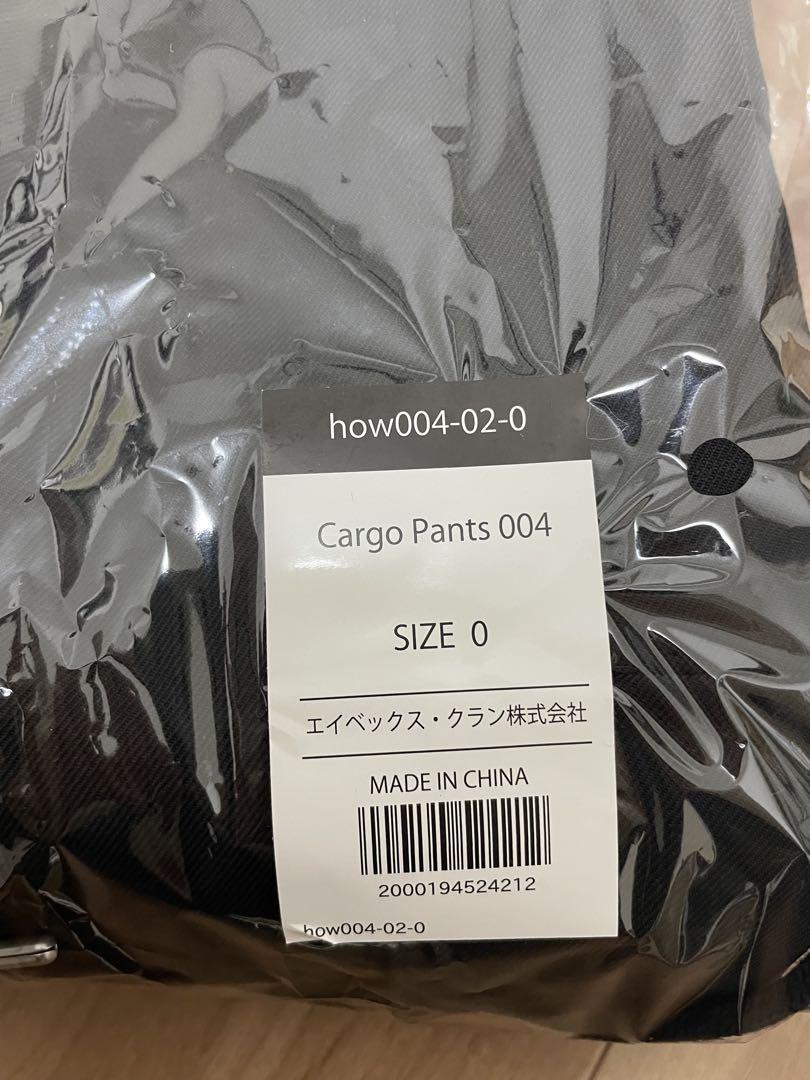 how004-02-0
Cargo Pants 004
SIZE 0
エイベックス・クラン株式会社
MADE IN CHINA
2000194524212
how004-02-0